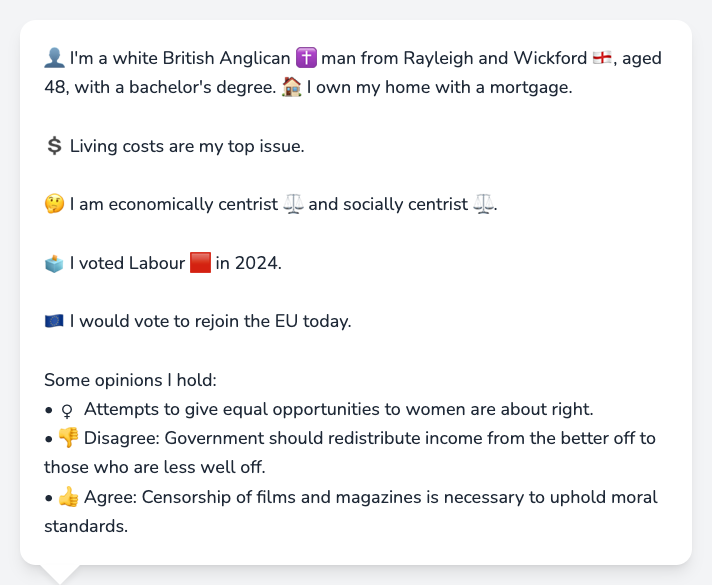 👤 I'm a white British Anglican ✝️ man from Rayleigh and Wickford 🏴󠁧󠁢󠁥󠁮󠁧󠁿, aged
48, with a bachelor's degree. 🏠 I own my home with a mortgage.
💲 Living costs are my top issue.
🤔 I am economically centrist ⚖️ and socially centrist ⚖️.
🗳️ I voted Labour 🟥 in 2024.
🇪🇺 I would vote to rejoin the EU today.
Some opinions I hold:
• ♀ Attempts to give equal opportunities to women are about right.
• 👎 Disagree: Government should redistribute income from the better off to
those who are less well off.
• 👍 Agree: Censorship of films and magazines is necessary to uphold moral
standards.